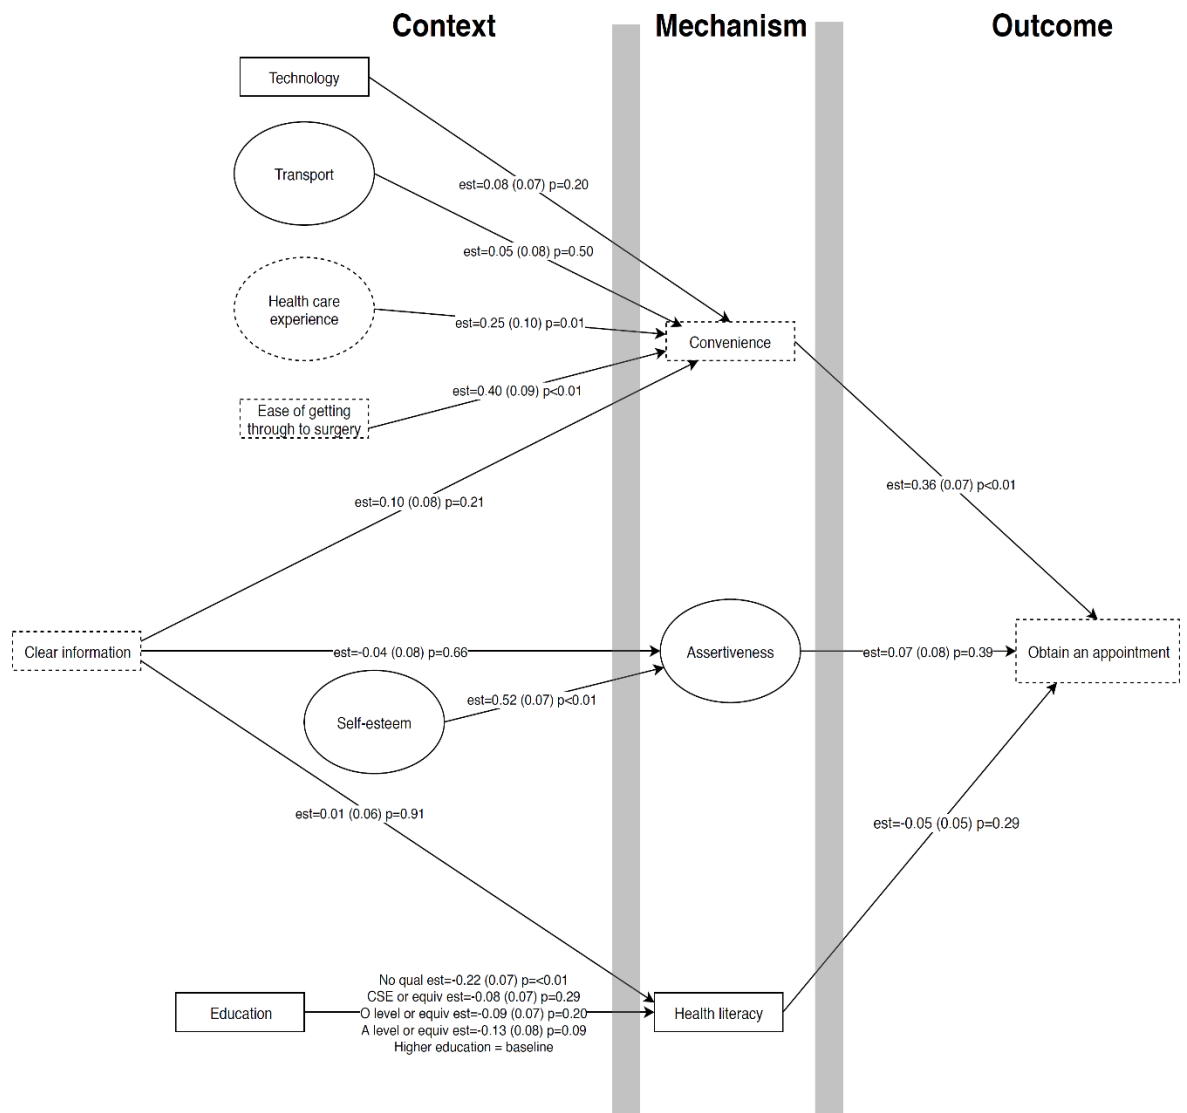 Context
Mechanism
Outcome
Technology
est=0.08 (0.07) p=0.20
Transport
est=0.05 (0.08) p=0.50
Health care
experience
est=0.25 (0.10) p=0.01
Convenience
Ease of getting
through to surgery
est=0.40 (0.09) p<0.01
est=0.10 (0.08) p=0.21
est=0.36 (0.07) p<0.01
Clear information
est=-0.04 (0.08) p=0.66
Assertiveness
est=0.07 (0.08) p=0.39
Obtain an appointment
Self-esteem
est=0.52 (0.07) p<0.01
est=0.01 (0.06) p=0.91
est=-0.05 (0.05) p=0.29
Education
No qual est=-0.22 (0.07) p=<0.01
CSE or equiv est=-0.08 (0.07) p=0.29
O level or equiv est=-0.09 (0.07) p=0.20
A level or equiv est=-0.13 (0.08) p=0.09
Higher education = baseline
Health literacy